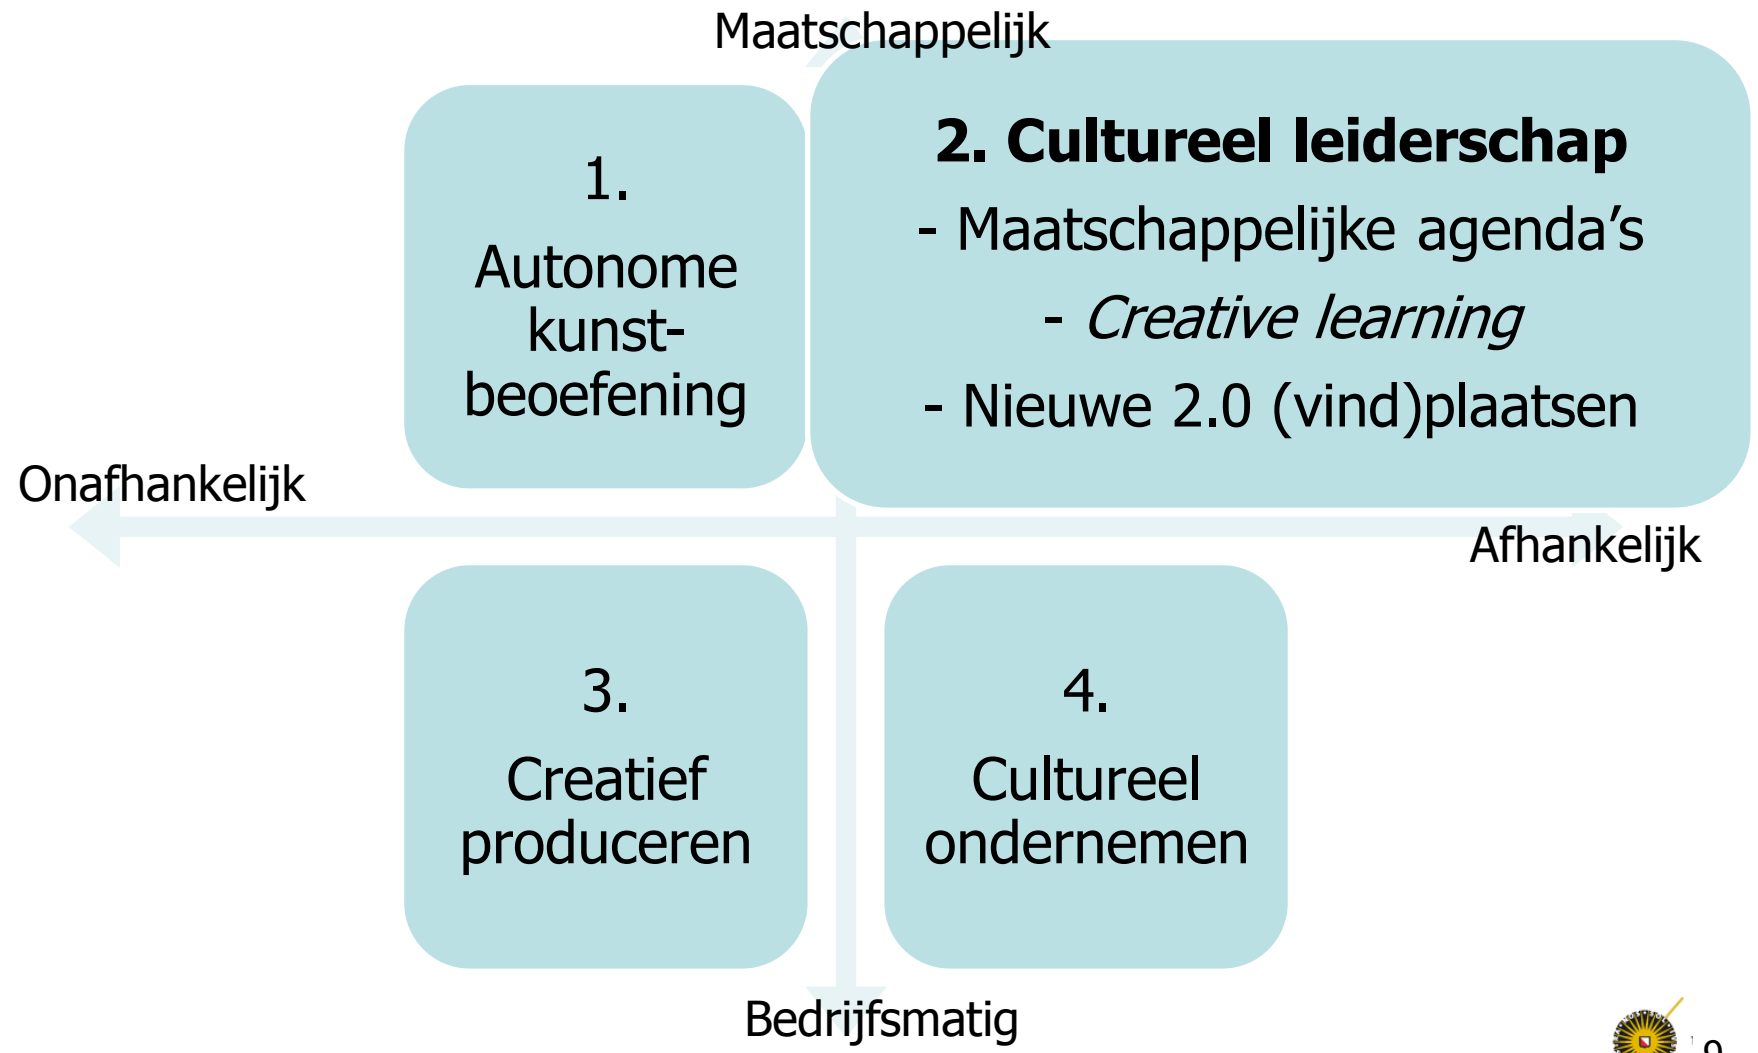 Maatschappelijk
1.
Autonome
kunst-
beoefening
2. Cultureel leiderschap
- Maatschappelijke agenda’s
- Creative learning
- Nieuwe 2.0 (vind)plaatsen
Onafhankelijk
Afhankelijk
3.
Creatief
produceren
4.
Cultureel
ondernemen
Bedrijfsmatig